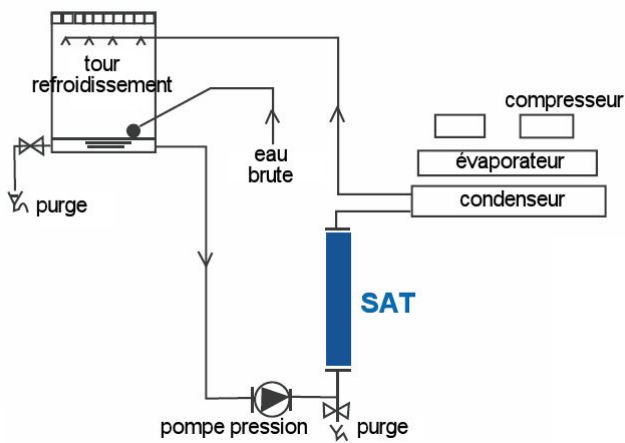 tour
refroidissement
compresseur
évaporateur
condenseur
eau
brute
purge
SAT
pompe pression
purge